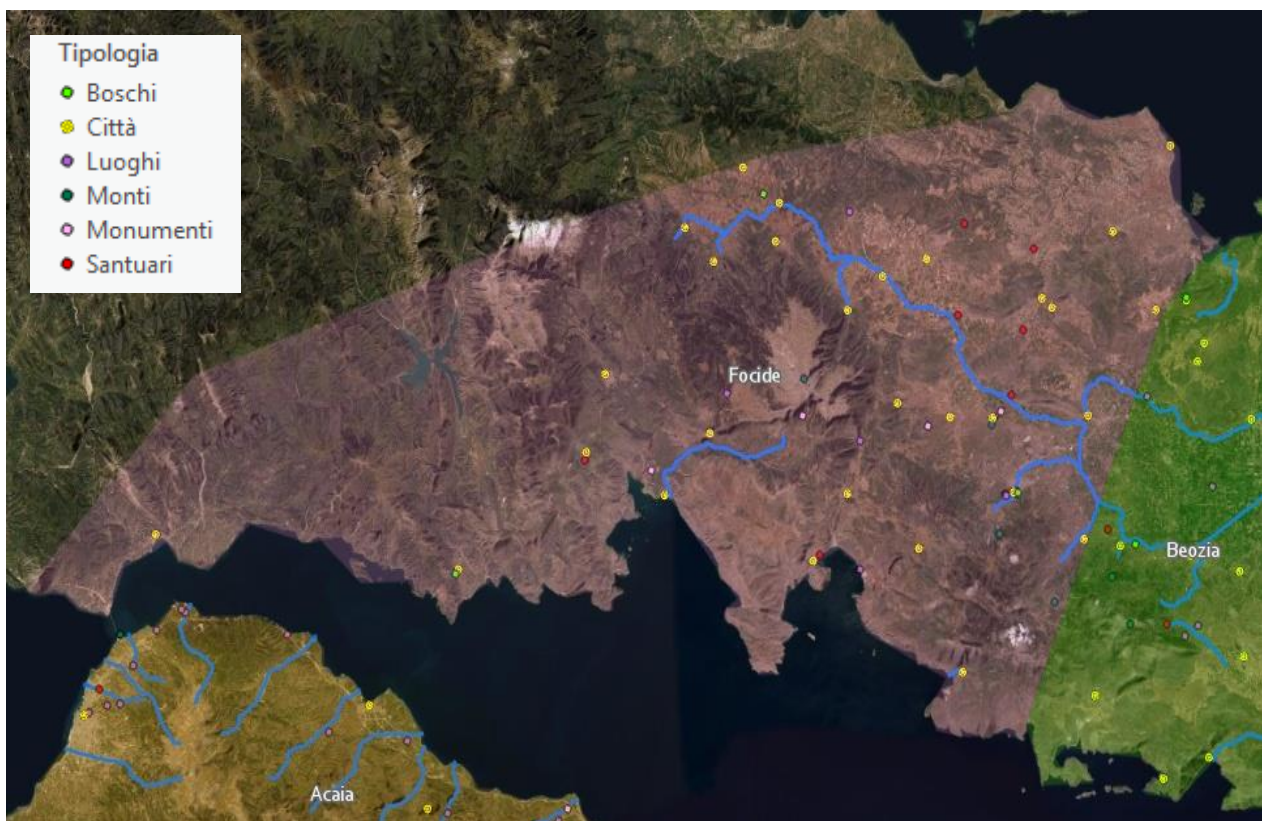 Tipologia
Boschi
Città
Luoghi
Monti
Monumenti
Santuari
Focide
Beozia
Acaia